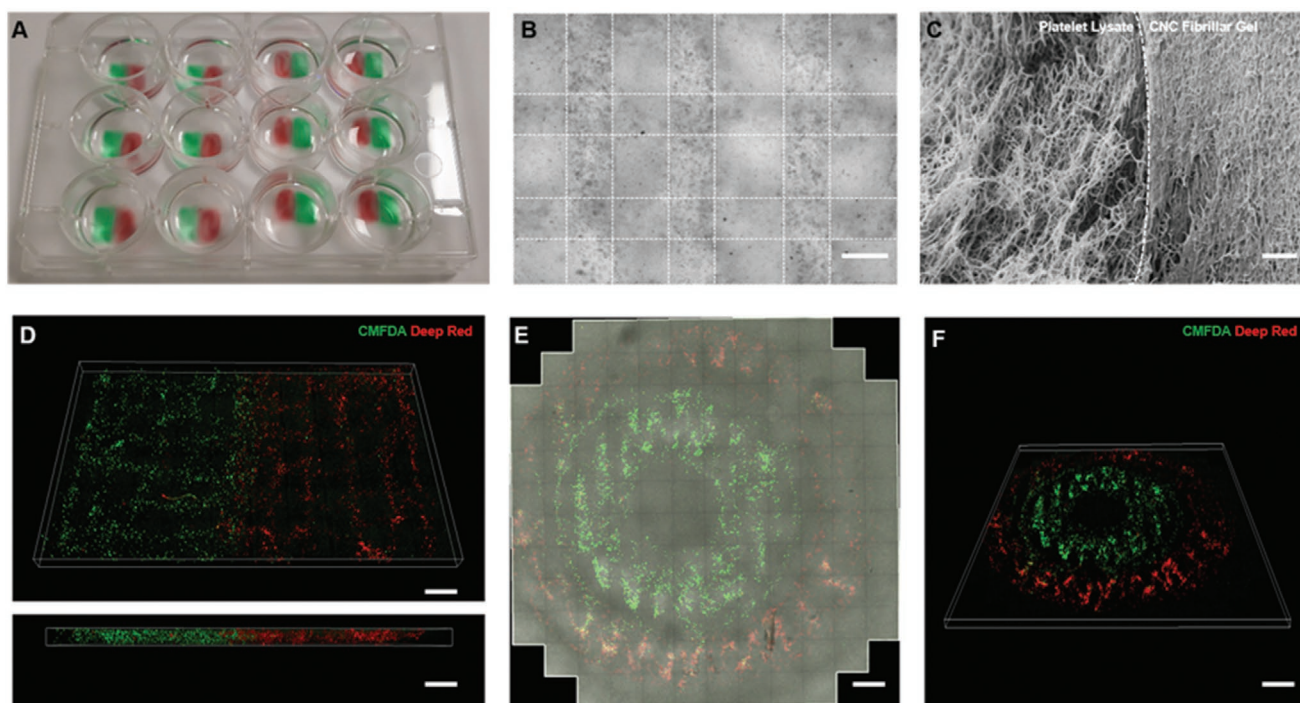 A
B
C
Platelet Lysate
CNC Fibrillar Gel
D
CMFDA Deep Red
E
F
CMFDA Deep Red